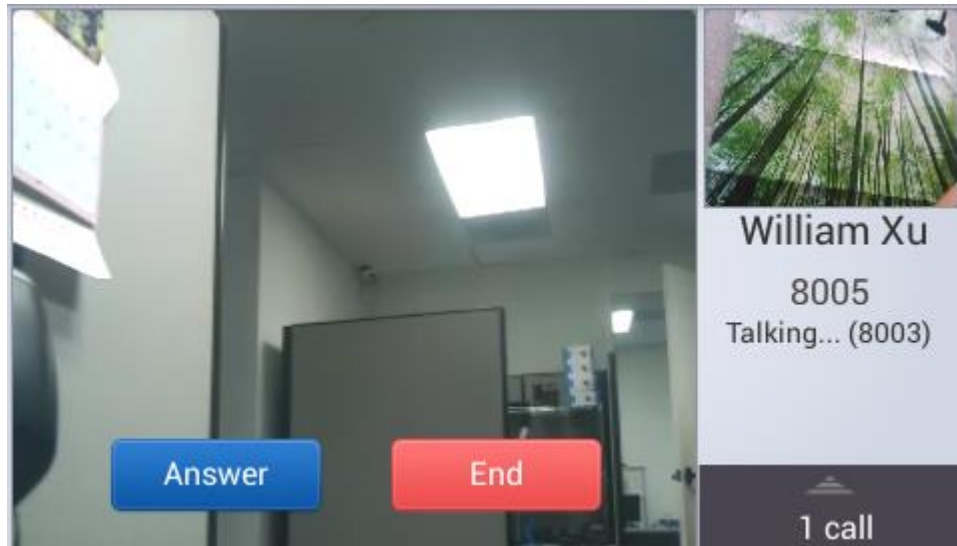 Answer
End
William Xu
8005
Talking... (8003)
1 call